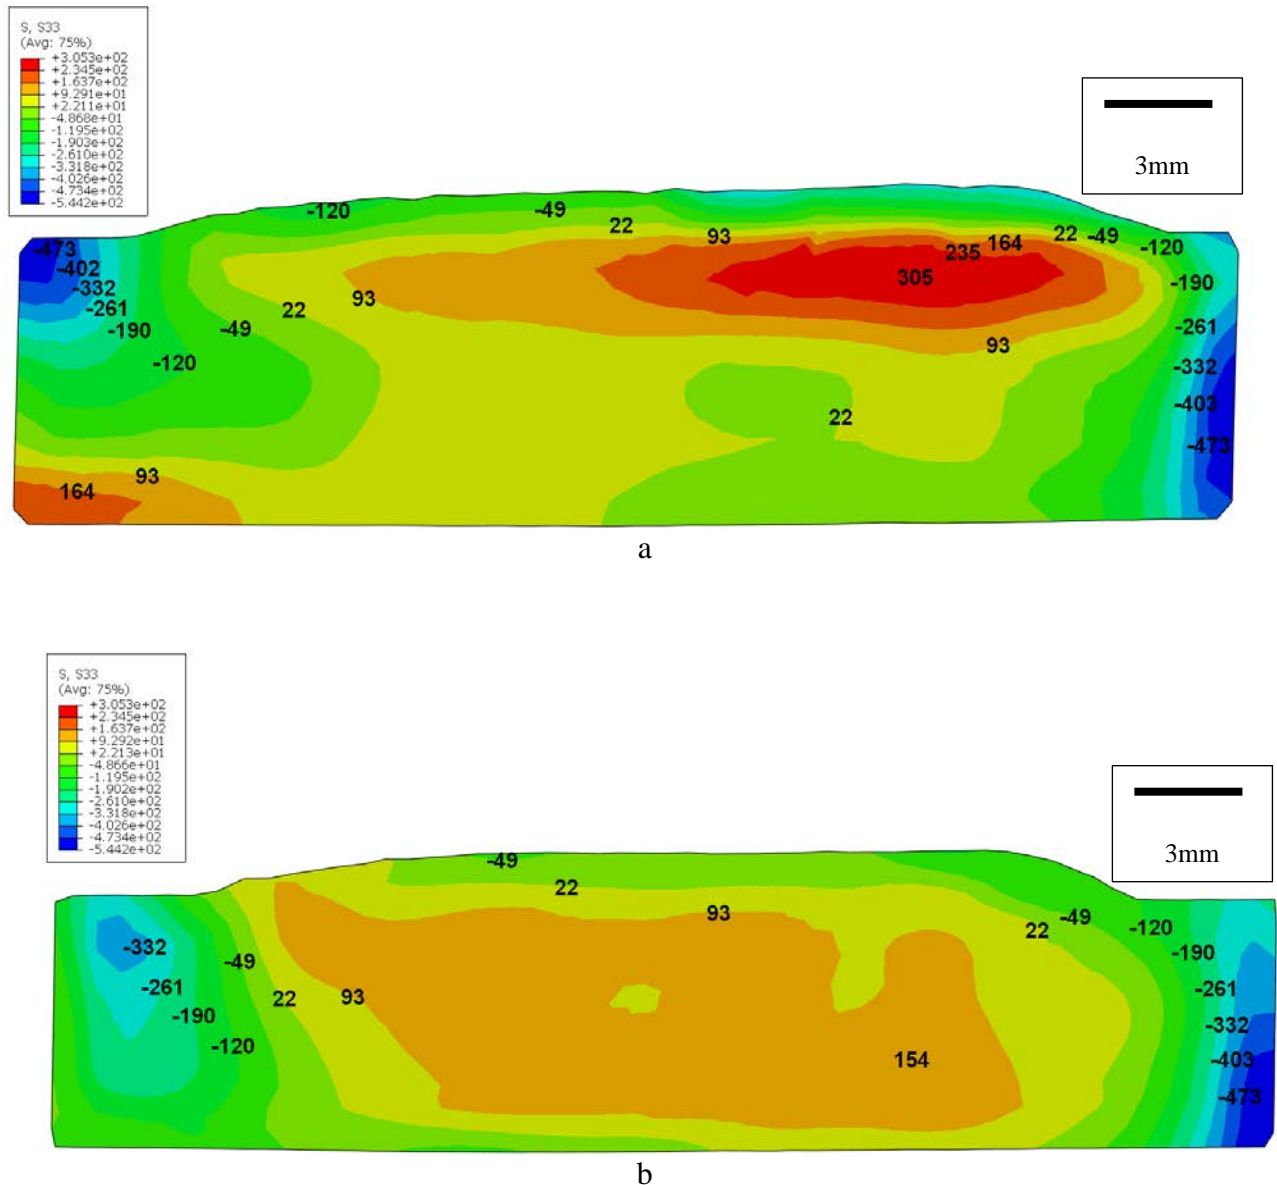 S, S33
(Avg: 75%)
+3.053e+02
+2.345e+02
+1.637e+02
+9.291e+01
+2.211e+01
-4.868e+01
-1.195e+02
-1.903e+02
-2.610e+02
-3.318e+02
-4.026e+02
-4.734e+02
-5.442e+02
3mm
-120
-49
22
93
305
235
164
22
-49
-120
-190
-261
-332
-403
-473
-473
-402
-332
-261
-190
-120
-49
22
93
93
22
93
164
a
S, S33
(Avg: 75%)
+3.053e+02
+2.345e+02
+1.637e+02
+9.292e+01
+2.213e+01
-4.866e+01
-1.195e+02
-1.902e+02
-2.610e+02
-3.318e+02
-4.026e+02
-4.734e+02
-5.442e+02
3mm
-49
22
93
22
-49
-120
-190
-261
-332
-403
-473
-332
-261
-190
-120
-49
22
93
154
b